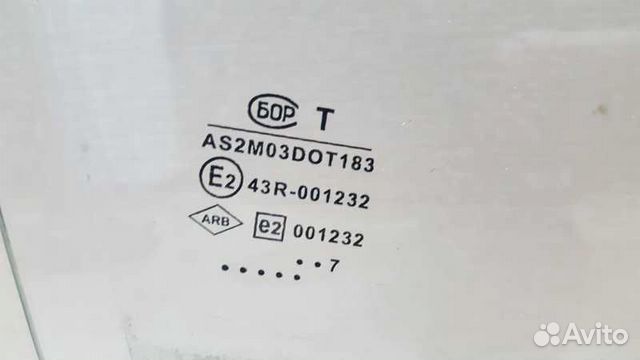 БОР T
AS2M03DOT183
E2 43R-001232
ARB e2 001232
..... : ..7
Avito